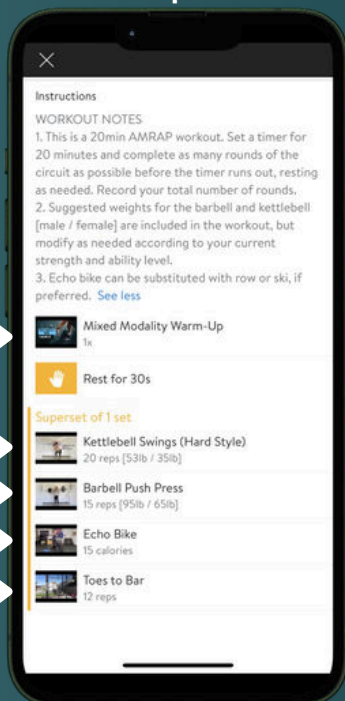 Instructions
WORKOUT NOTES
1. This is a 20min AMRAP workout. Set a timer for
20 minutes and complete as many rounds of the
circuit as possible before the timer runs out, resting
as needed. Record your total number of rounds.
2. Suggested weights for the barbell and kettlebell
[male / female] are included in the workout, but
modify as needed according to your current
strength and ability level.
3. Echo bike can be substituted with row or ski, if
preferred. See less
Mixed Modality Warm-Up
1x
Rest for 30s
Superset of 1 set
Kettlebell Swings (Hard Style)
20 reps [53lb / 35lb]
Barbell Push Press
15 reps [95lb / 65lb]
Echo Bike
15 calories
Toes to Bar
12 reps